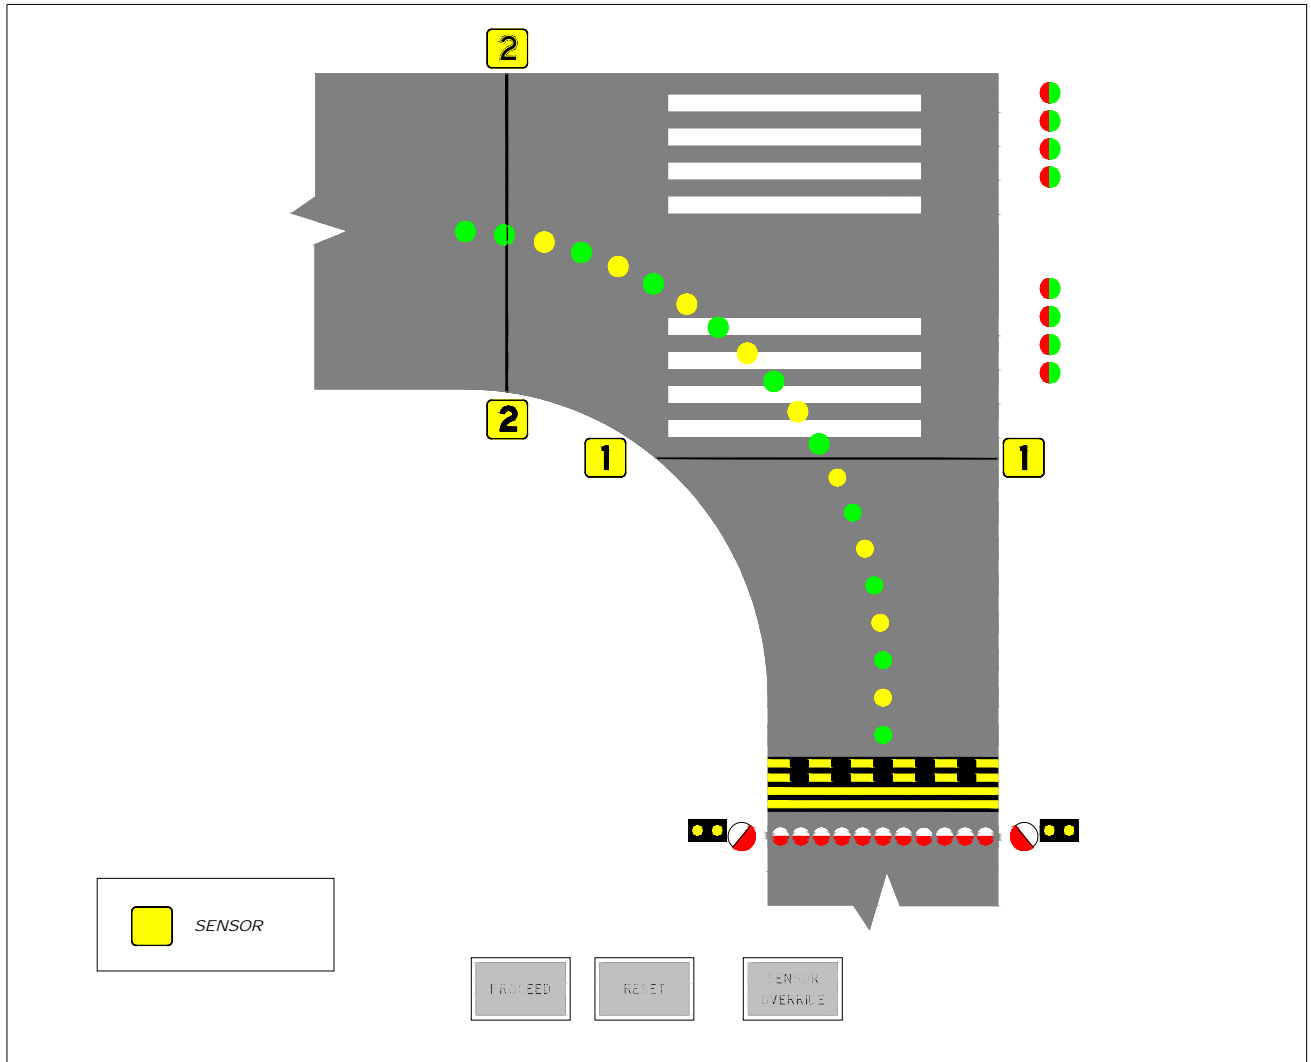 2
2
1
1
SENSOR
PROCEED
RESET
SENSOR
OVERRIDE